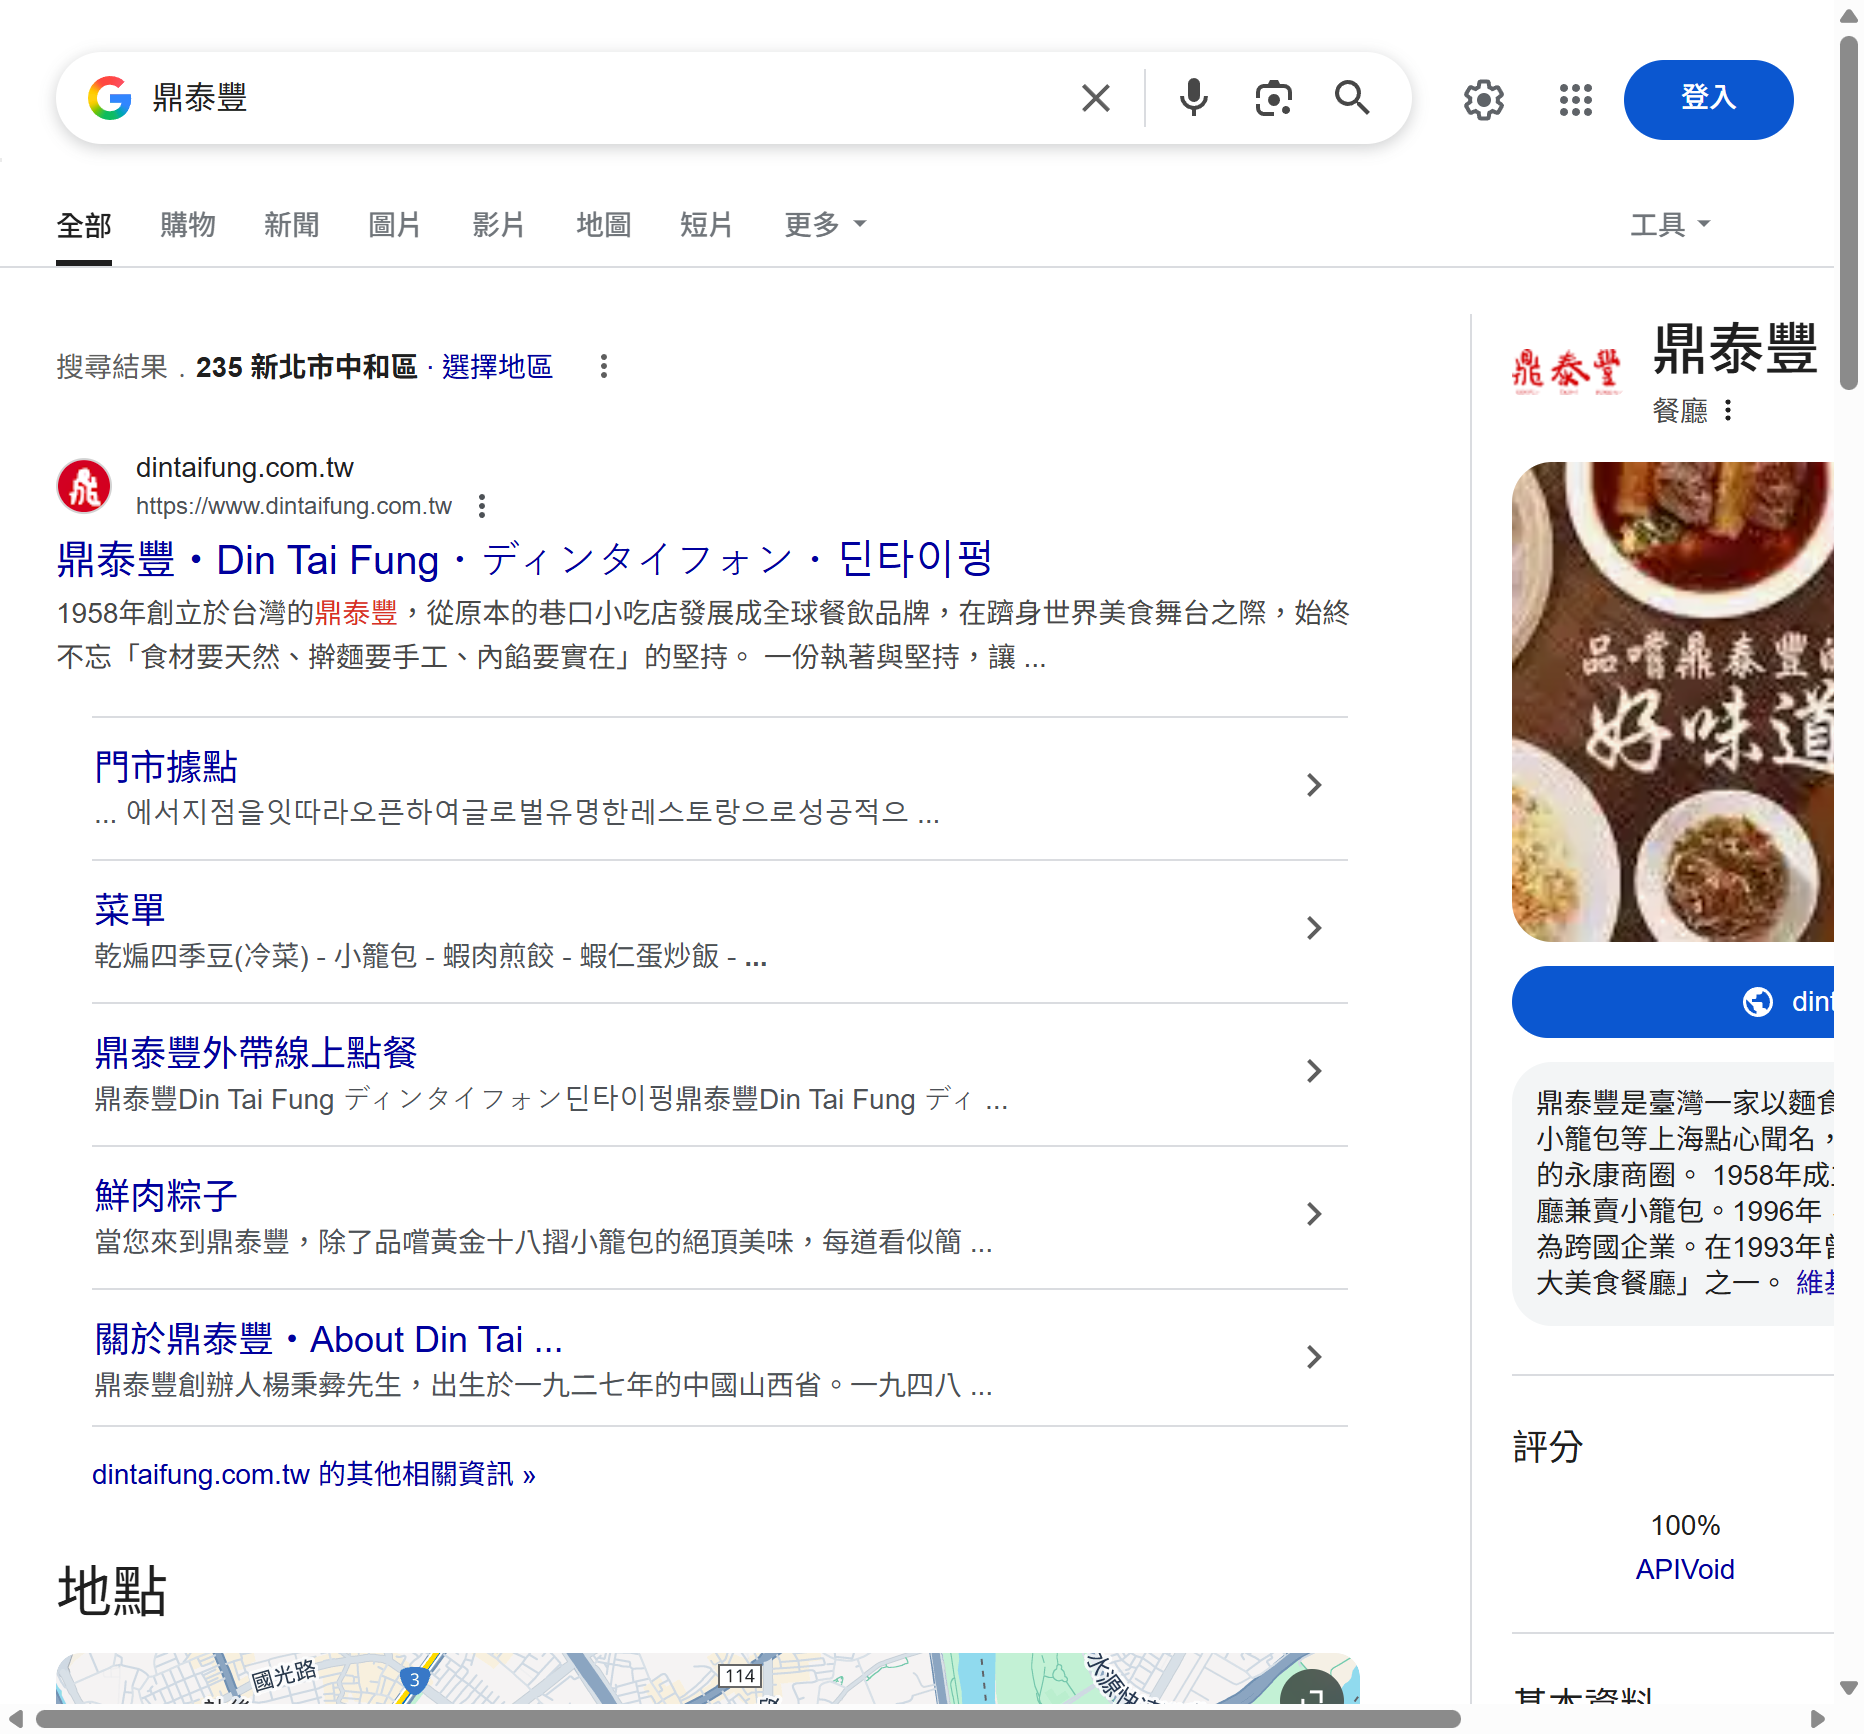 鼎泰豐
登入
全部 購物 新聞 圖片 影片 地圖 短片 更多 工具
搜尋結果 . 235 新北市中和區 · 選擇地區
dintaifung.com.tw
https://www.dintaifung.com.tw
鼎泰豐・Din Tai Fung・ディンタイフォン・딘타이펑
1958年創立於台灣的鼎泰豐，從原本的巷口小吃店發展成全球餐飲品牌，在躋身世界美食舞台之際，始終
不忘「食材要天然、擀麵要手工、內餡要實在」的堅持。 一份執著與堅持，讓 ...
門市據點
... 에서지점을잇따라오픈하여글로벌유명한레스토랑으로성공적으 ...
菜單
乾煸四季豆(冷菜) - 小籠包 - 蝦肉煎餃 - 蝦仁蛋炒飯 - ...
鼎泰豐外帶線上點餐
鼎泰豐Din Tai Fung ディンタイフォン딘타이펑鼎泰豐Din Tai Fung ディ ...
鮮肉粽子
當您來到鼎泰豐，除了品嚐黃金十八摺小籠包的絕頂美味，每道看似簡 ...
關於鼎泰豐・About Din Tai ...
鼎泰豐創辦人楊秉彝先生，出生於一九二七年的中國山西省。一九四八 ...
dintaifung.com.tw 的其他相關資訊 »
地點
國光路
3
114
水源快
鼎泰豐
鼎泰豐
餐廳
品嚐鼎泰豐的
好味道
dint
鼎泰豐是臺灣一家以麵食
小籠包等上海點心聞名，
的永康商圈。 1958年成
廳兼賣小籠包。1996年
為跨國企業。在1993年曾
大美食餐廳」之一。 維基
評分
100%
APIVoid
基本資料